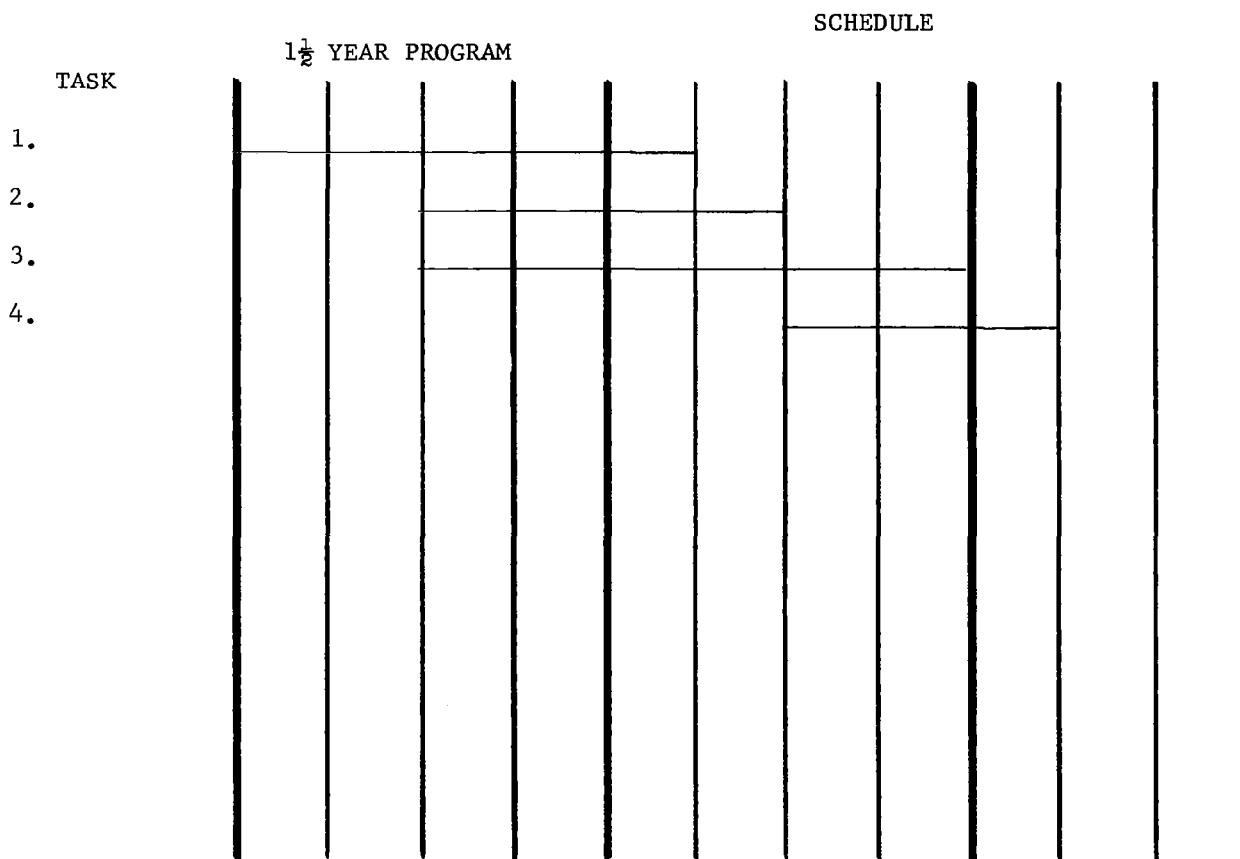 SCHEDULE
1½ YEAR PROGRAM
TASK
1.
2.
3.
4.